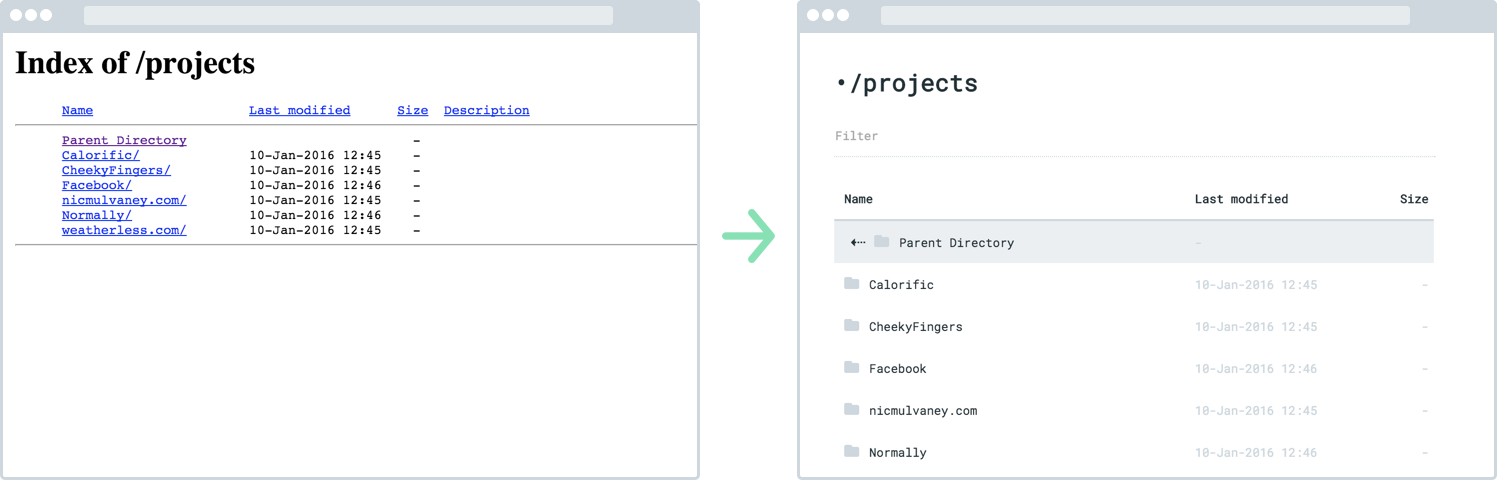 Index of /projects
Name Last modified Size Description
Parent Directory -
Calorific/ 10-Jan-2016 12:45 -
CheekyFingers/ 10-Jan-2016 12:45 -
Facebook/ 10-Jan-2016 12:46 -
nicmulvaney.com/ 10-Jan-2016 12:45 -
Normally/ 10-Jan-2016 12:46 -
weatherless.com/ 10-Jan-2016 12:45 -
•/projects
Filter
Name Last modified Size
Parent Directory -
Calorific 10-Jan-2016 12:45 -
CheekyFingers 10-Jan-2016 12:45 -
Facebook 10-Jan-2016 12:46 -
nicmulvaney.com 10-Jan-2016 12:45 -
Normally 10-Jan-2016 12:46 -